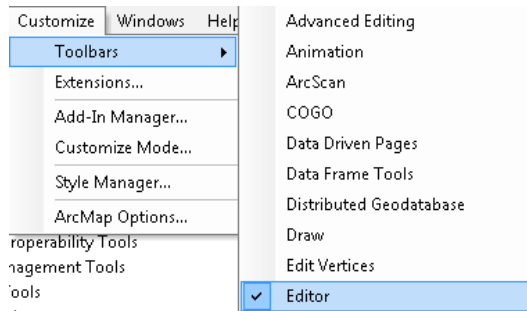 Customize Windows Help
Toolbars
Extensions...
Add-In Manager...
Customize Mode...
Style Manager...
ArcMap Options...
roperability Tools
nagement Tools
ools
Advanced Editing
Animation
ArcScan
COGO
Data Driven Pages
Data Frame Tools
Distributed Geodatabase
Draw
Edit Vertices
Editor